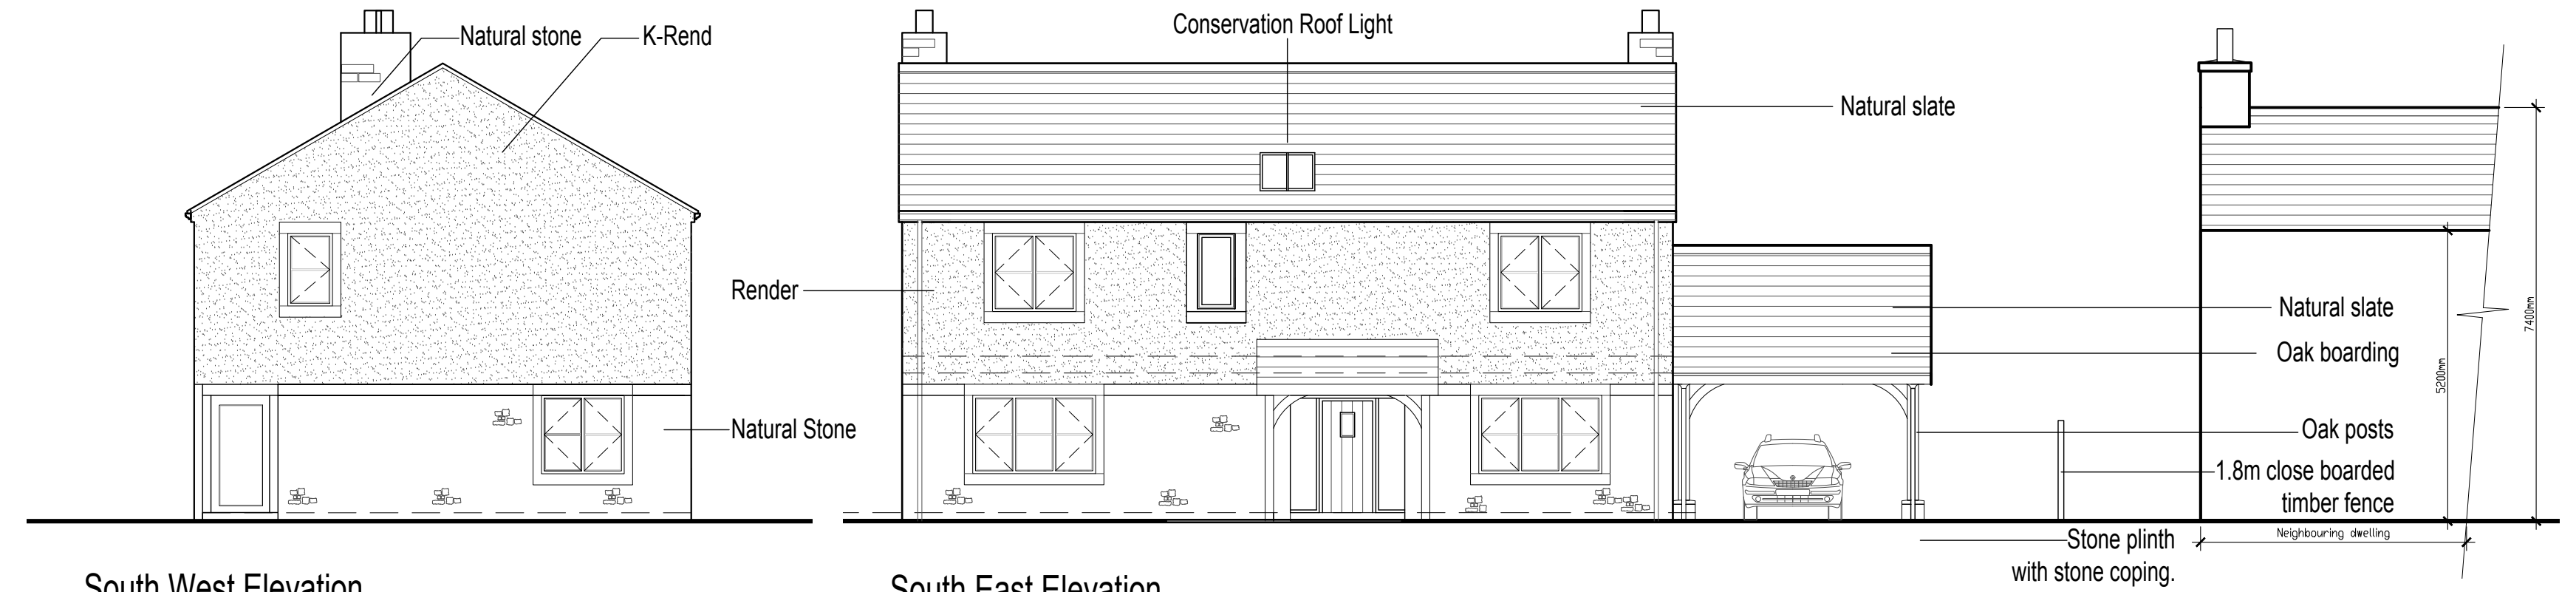 Natural stone
K-Rend
Conservation Roof Light
Natural slate
Render
Natural Stone
Natural slate
Oak boarding
Oak posts
1.8m close boarded
timber fence
7400mm
5200mm
Neighbouring dwelling
Stone plinth
with stone coping.
South West Elevation
South East Elevation